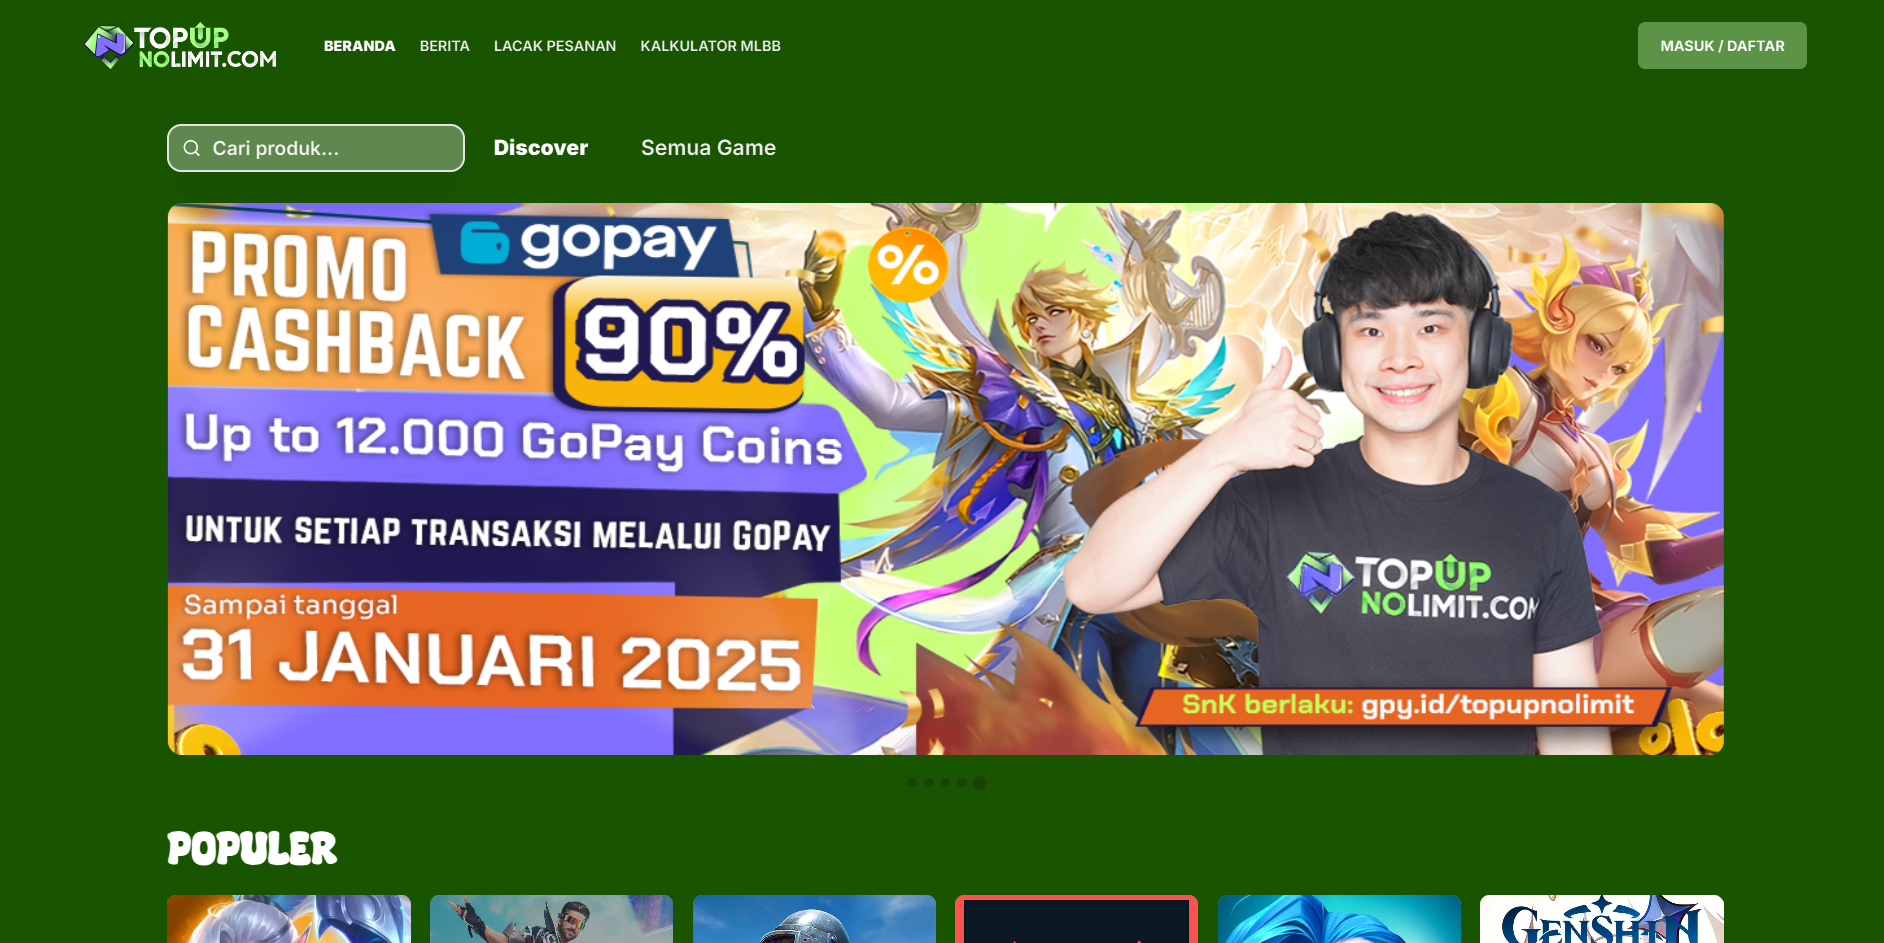 TOPUP
NOLIMIT.COM
BERANDA
BERITA
LACAK PESANAN
KALKULATOR MLBB
MASUK / DAFTAR
Cari produk...
Discover
Semua Game
gopay
PROMO
CASHBACK
90%
%
Up to 12.000 GoPay Coins
UNTUK SETIAP TRANSAKSI MELALUI GOPAY
Sampai tanggal
31 JANUARI 2025
TOPUP
NOLIMIT.COM
SnK berlaku: gpy.id/topupnolimit
POPULER
GENSHIN